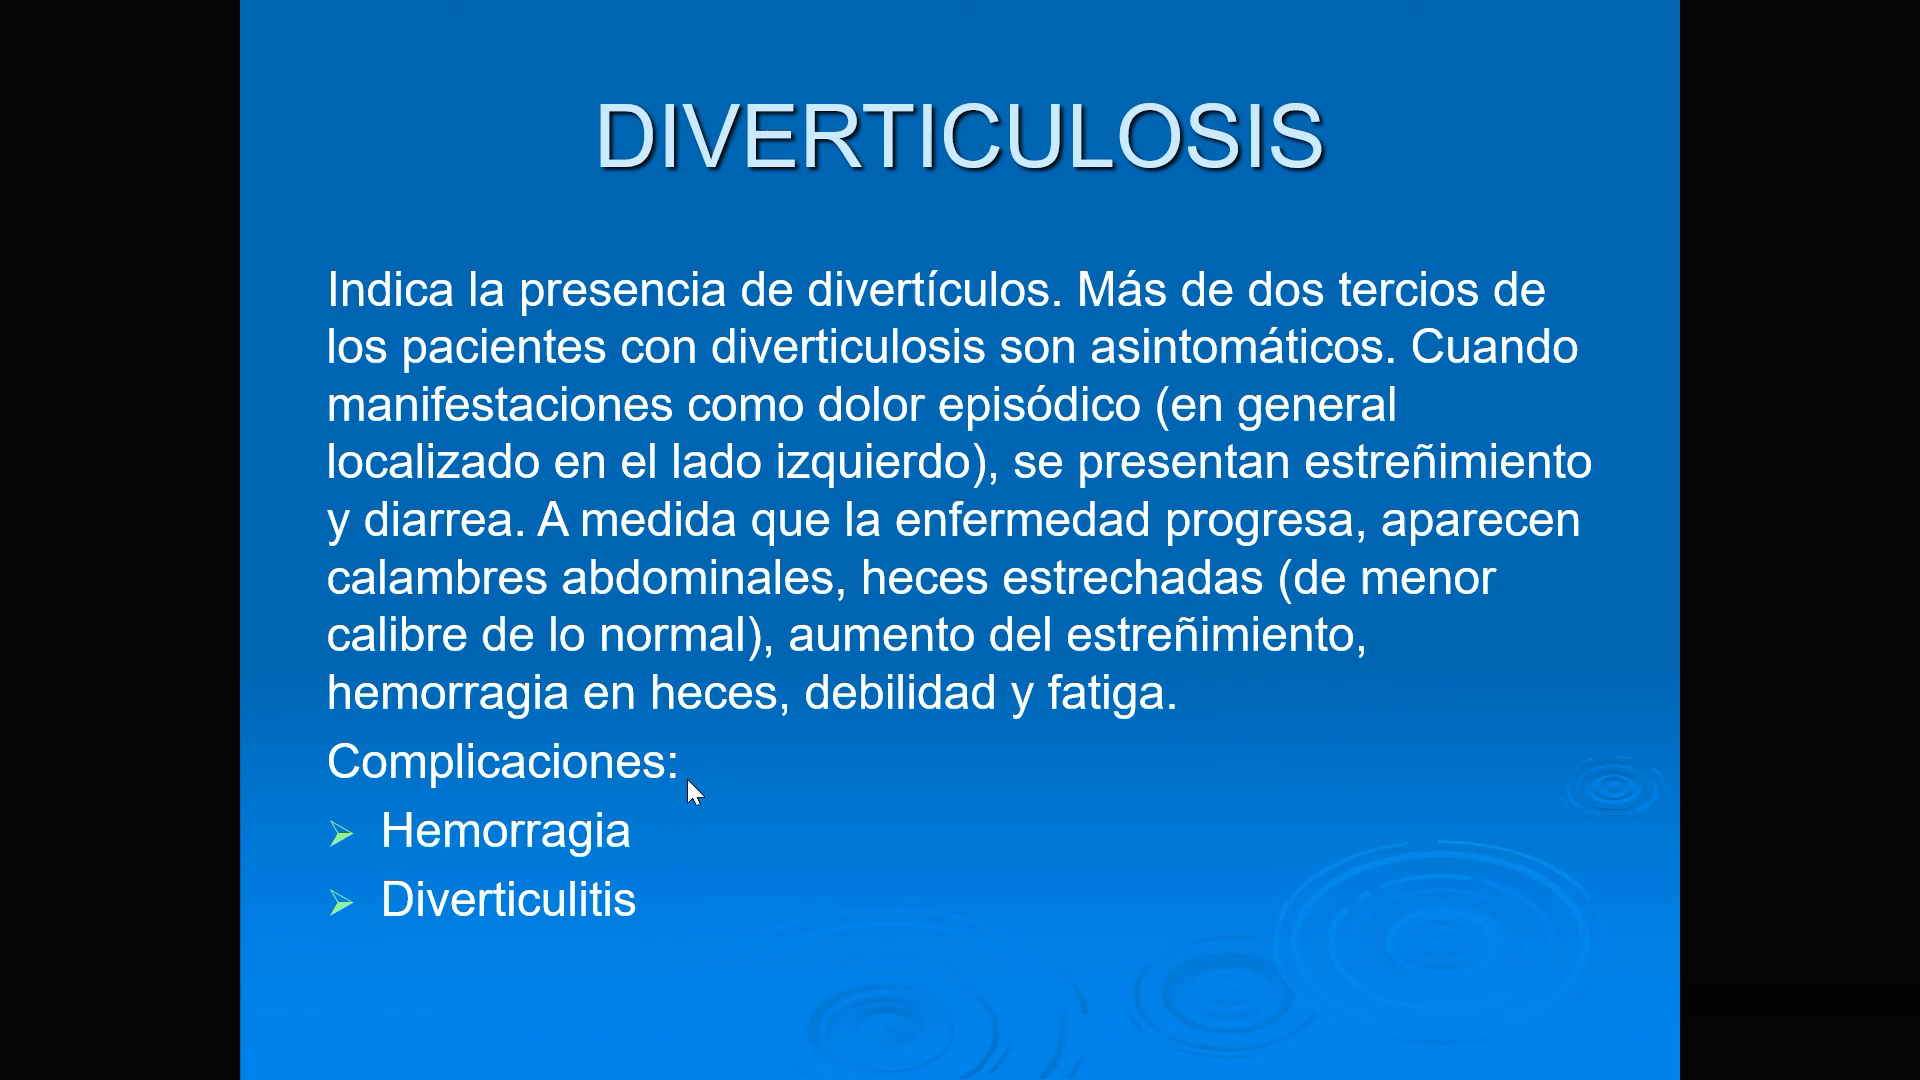 DIVERTICULOSIS
Indica la presencia de divertículos. Más de dos tercios de
los pacientes con diverticulosis son asintomáticos. Cuando
manifestaciones como dolor episódico (en general
localizado en el lado izquierdo), se presentan estreñimiento
y diarrea. A medida que la enfermedad progresa, aparecen
calambres abdominales, heces estrechadas (de menor
calibre de lo normal), aumento del estreñimiento,
hemorragia en heces, debilidad y fatiga.
Complicaciones:
Hemorragia
Diverticulitis